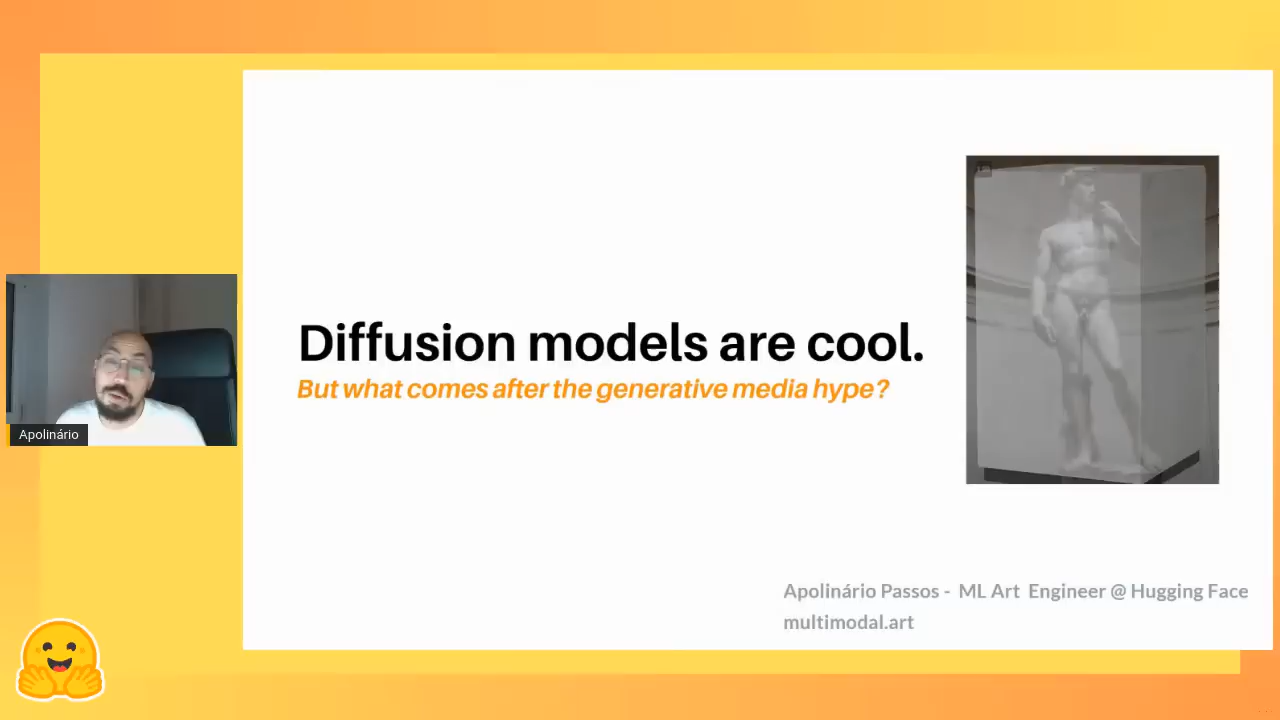 Diffusion models are cool.
But what comes after the generative media hype?
Apolinário
Apolinário Passos - ML Art Engineer @ Hugging Face
multimodal.art